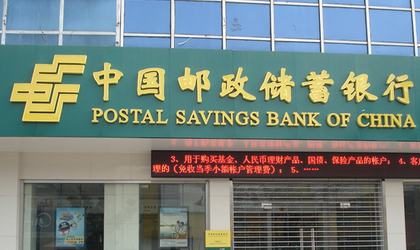 中国邮政储蓄银行
POSTAL SAVINGS BANK OF CHINA
3、用于购买基金、人民币理财产品、国债、保险产品的帐户；4、客
理的（免收当季小额帐户管理费）；5、……